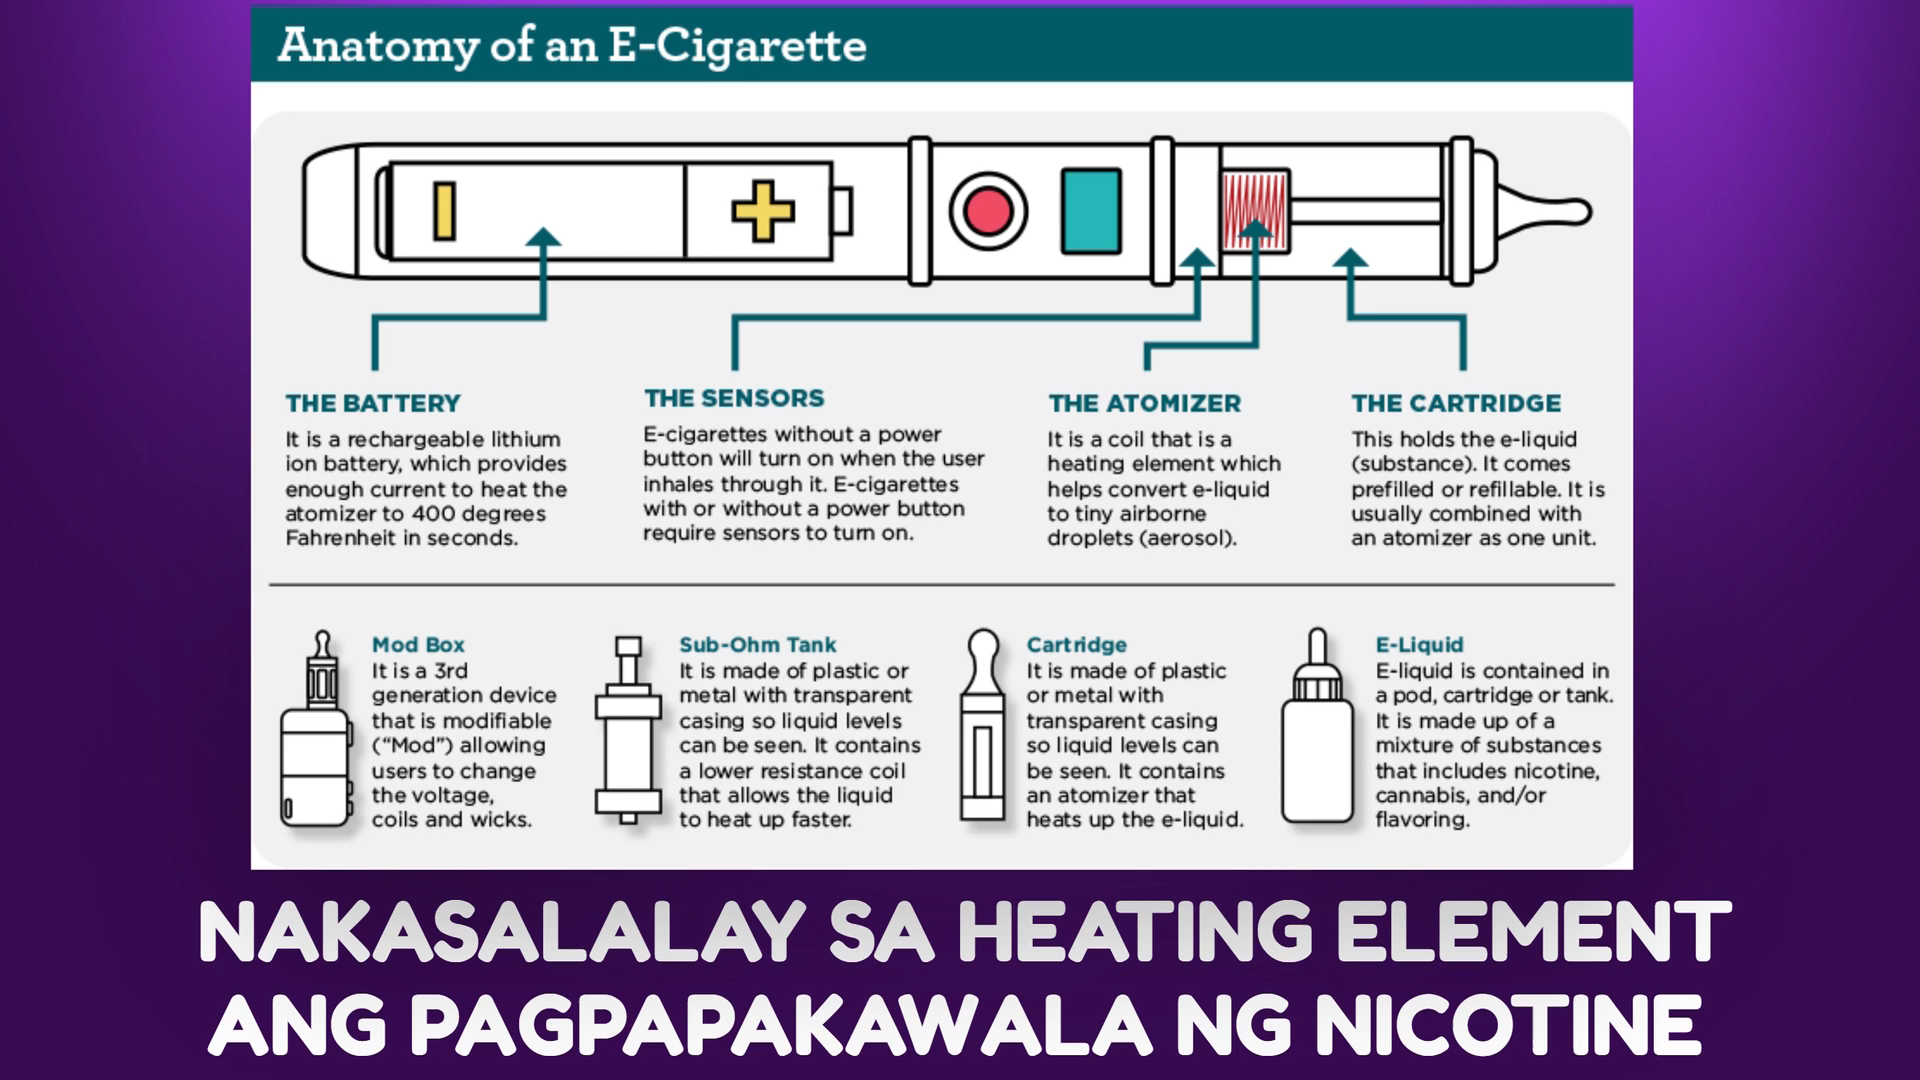 Anatomy of an E-Cigarette
THE BATTERY
It is a rechargeable lithium
ion battery, which provides
enough current to heat the
atomizer to 400 degrees
Fahrenheit in seconds.
THE SENSORS
E-cigarettes without a power
button will turn on when the user
inhales through it. E-cigarettes
with or without a power button
require sensors to turn on.
THE ATOMIZER
It is a coil that is a
heating element which
helps convert e-liquid
to tiny airborne
droplets (aerosol).
THE CARTRIDGE
This holds the e-liquid
(substance). It comes
prefilled or refillable. It is
usually combined with
an atomizer as one unit.
Mod Box
It is a 3rd
generation device
that is modifiable
(“Mod”) allowing
users to change
the voltage,
coils and wicks.
Sub-Ohm Tank
It is made of plastic or
metal with transparent
casing so liquid levels
can be seen. It contains
a lower resistance coil
that allows the liquid
to heat up faster.
Cartridge
It is made of plastic
or metal with
transparent casing
so liquid levels can
be seen. It contains
an atomizer that
heats up the e-liquid.
E-Liquid
E-liquid is contained in
a pod, cartridge or tank.
It is made up of a
mixture of substances
that includes nicotine,
cannabis, and/or
flavoring.
NAKASALALAY SA HEATING ELEMENT
ANG PAGPAPAKAWALA NG NICOTINE